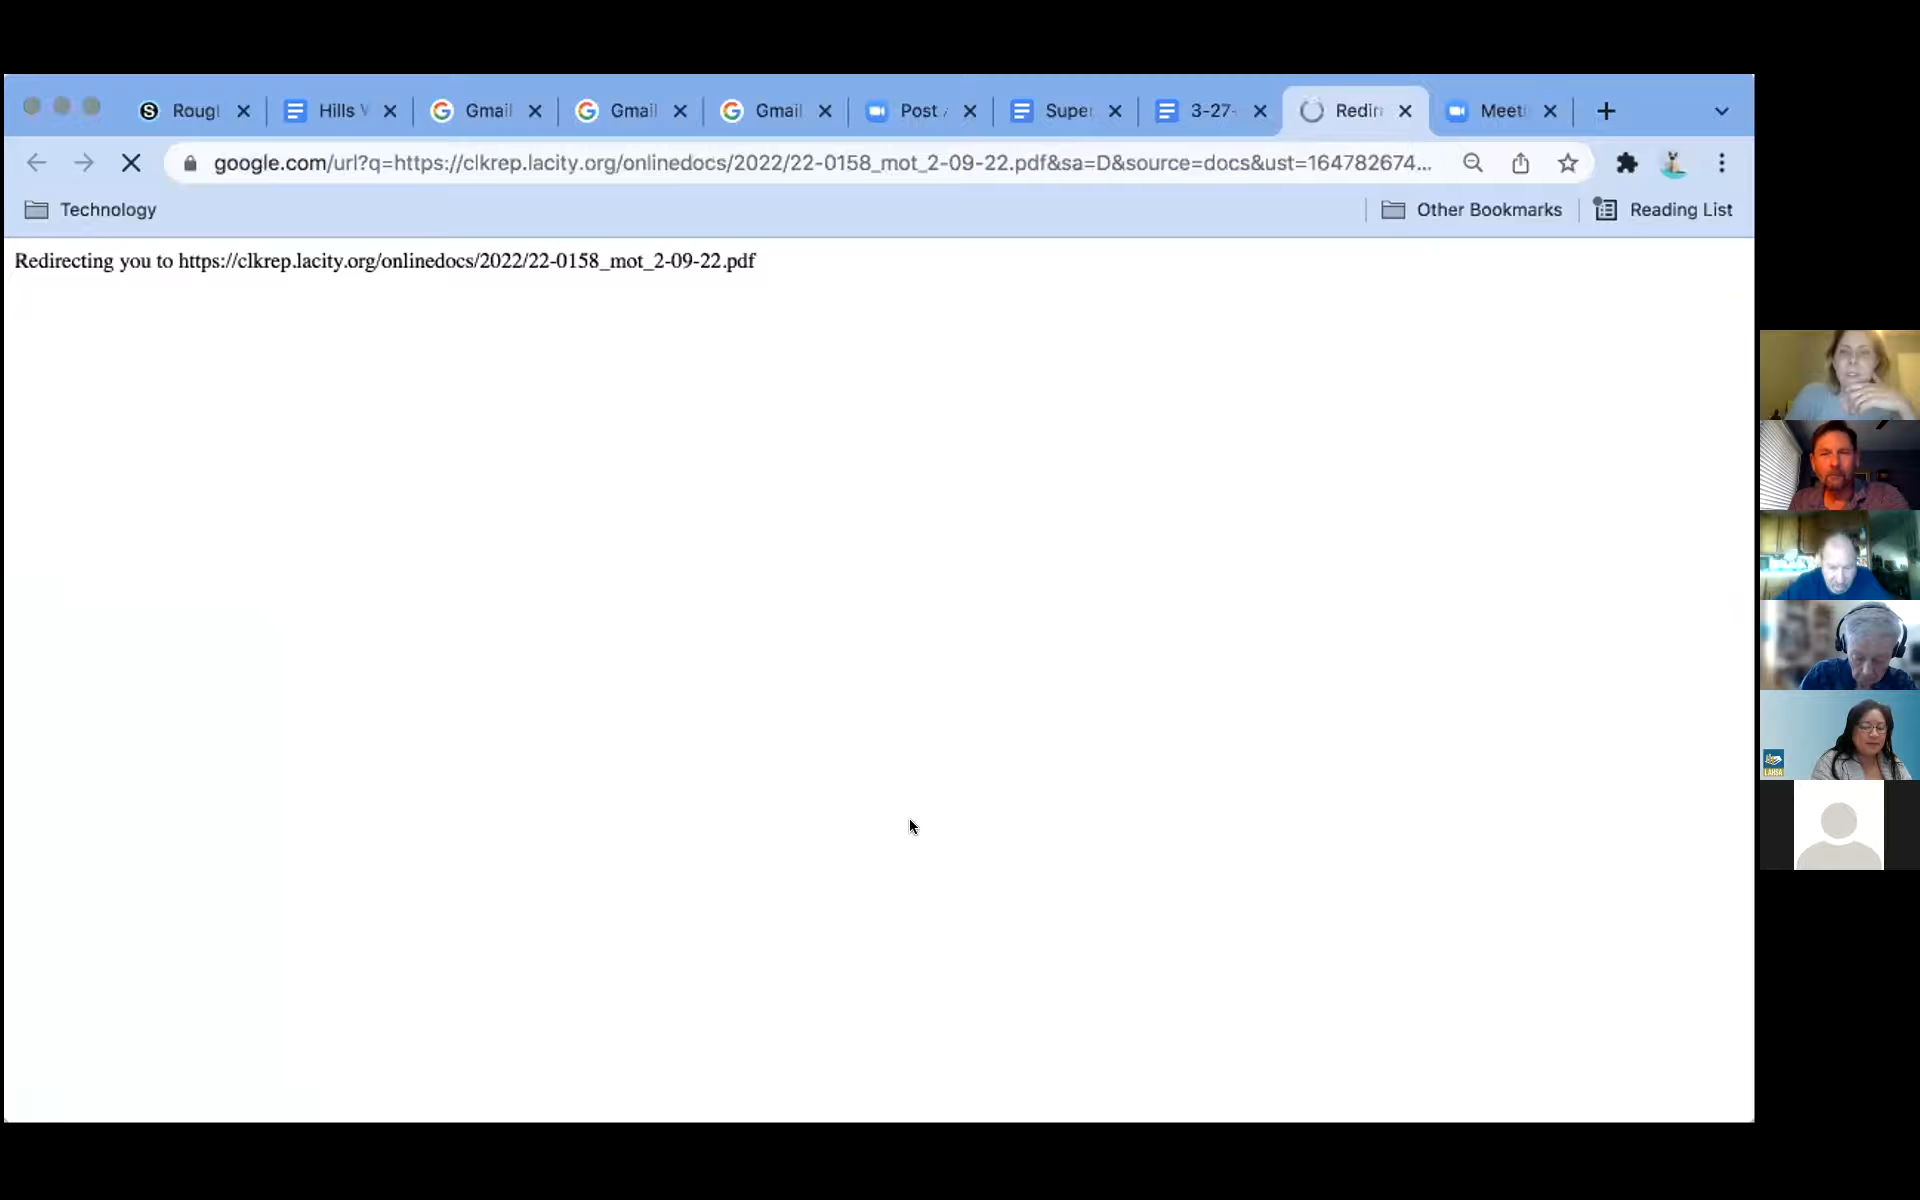 Rougl
Hills V
Gmail
Gmail
Gmail
Post
Super
3-27-
Redir
Meeti
google.com/url?q=https://clkrep.lacity.org/onlinedocs/2022/22-0158_mot_2-09-22.pdf&sa=D&source=docs&ust=164782674...
Technology
Other Bookmarks
Reading List
Redirecting you to https://clkrep.lacity.org/onlinedocs/2022/22-0158_mot_2-09-22.pdf
LAHSA